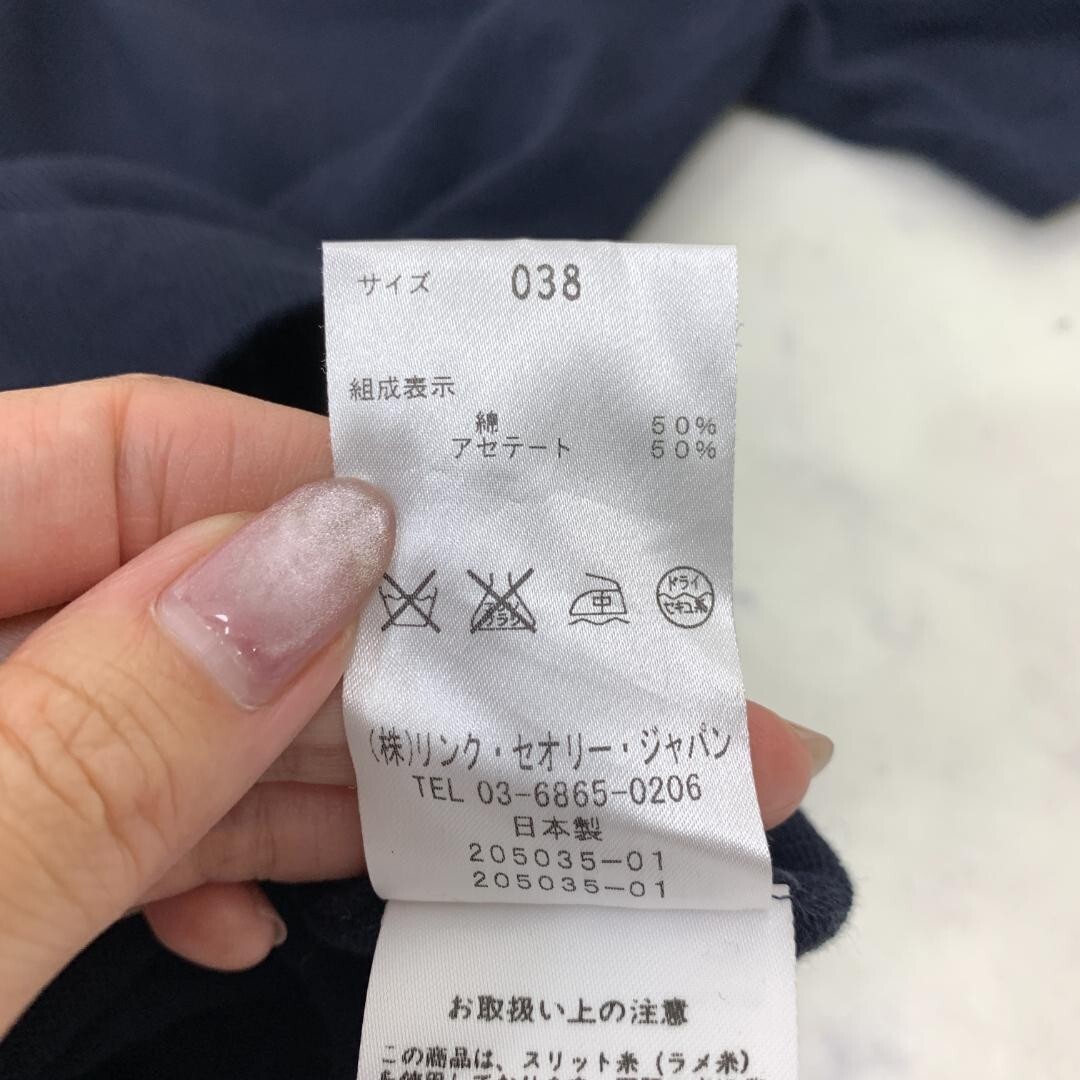 サイズ 038
組成表示
綿 50%
アセテート 50%
中 ドライ
セキユ系
(株)リンク・セオリー・ジャパン
TEL 03-6865-0206
日本製
205035-01
205035-01
お取扱い上の注意
この商品は、スリット糸(ラメ糸)